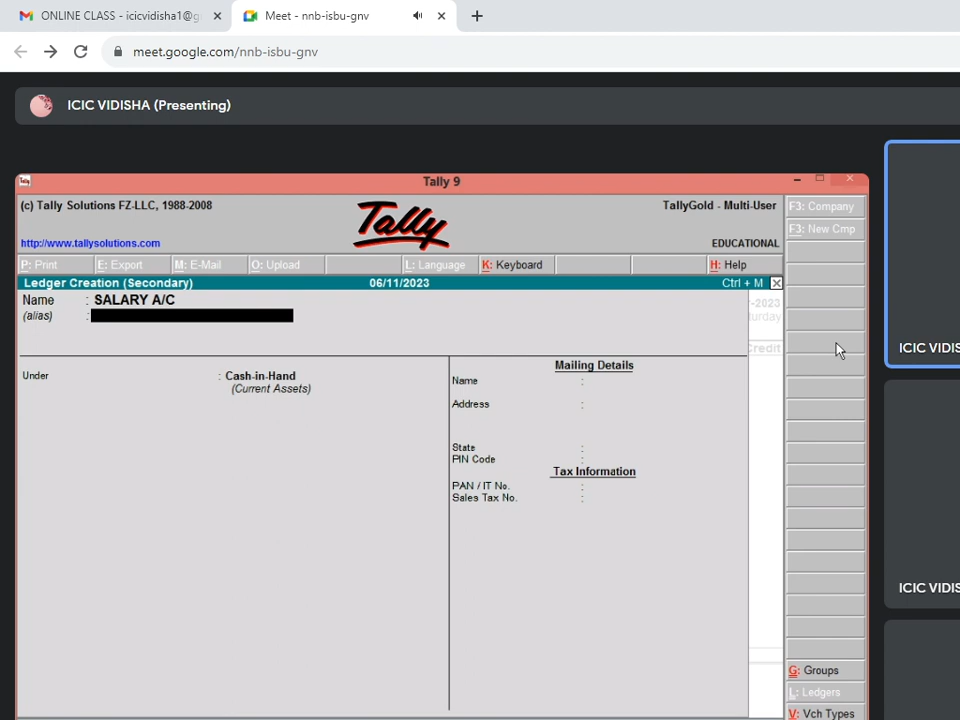 ONLINE CLASS - icicvidisha1@g
Meet - nnb-isbu-gnv
meet.google.com/nnb-isbu-gnv
ICIC VIDISHA (Presenting)
Tally 9
(c) Tally Solutions FZ-LLC, 1988-2008
Tally
TallyGold - Multi-User
http://www.tallysolutions.com
EDUCATIONAL
P: Print E: Export M: E-Mail O: Upload L: Language K: Keyboard H: Help
Ledger Creation (Secondary) 06/11/2023 Ctrl + M
Name : SALARY A/C
(alias) :
-2023
turday
Credit
Under : Cash-in-Hand
(Current Assets)
Mailing Details
Name :
Address :
State :
PIN Code :
Tax Information
PAN / IT No. :
Sales Tax No. :
F3: Company
F3: New Cmp
G: Groups
L: Ledgers
V: Vch Types
ICIC VIDIS
ICIC VIDIS